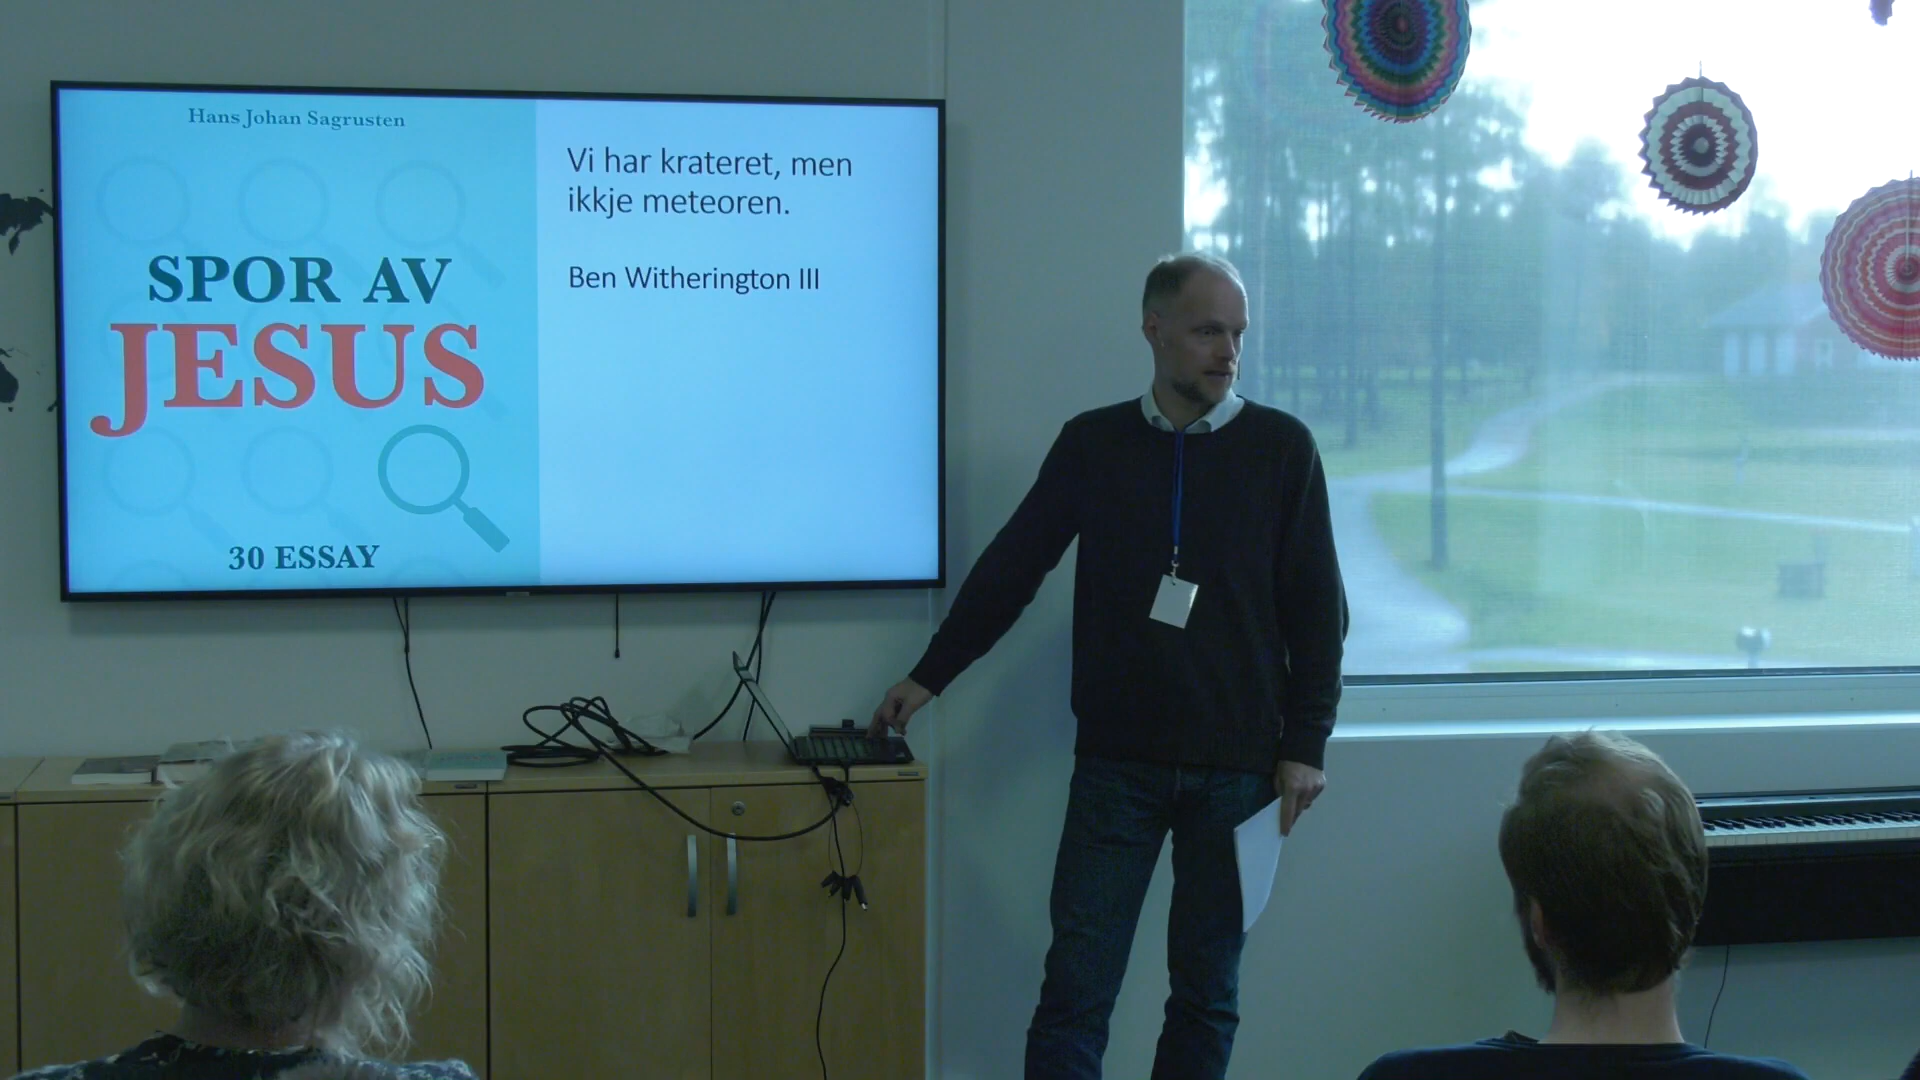 Hans Johan Sagrusten
SPOR AV
JESUS
30 ESSAY
Vi har krateret, men
ikkje meteoren.
Ben Witherington III